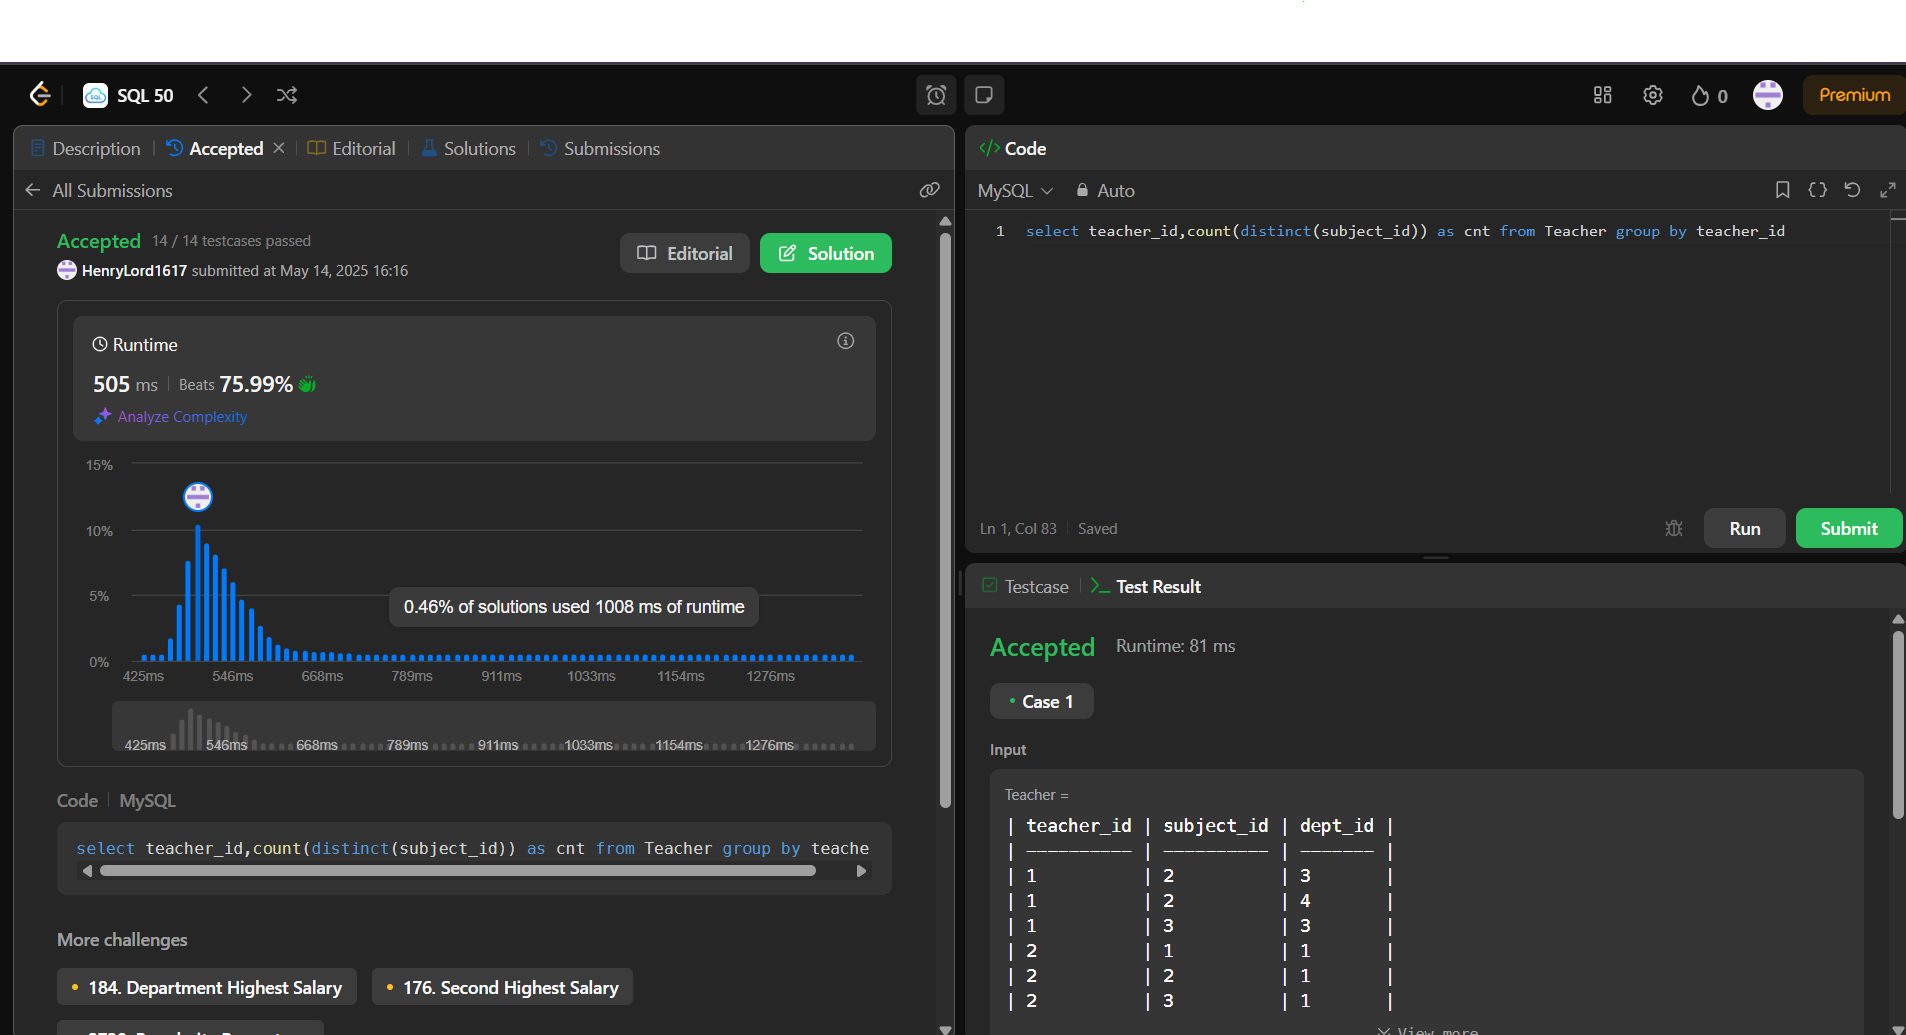 SQL 50
0
Premium
Description
Accepted
Editorial
Solutions
Submissions
All Submissions
Accepted 14 / 14 testcases passed
HenryLord1617 submitted at May 14, 2025 16:16
Editorial
Solution
Runtime
505 ms Beats 75.99%
Analyze Complexity
15%
10%
5%
0%
0.46% of solutions used 1008 ms of runtime
425ms 546ms 668ms 789ms 911ms 1033ms 1154ms 1276ms
425ms 546ms 668ms 789ms 911ms 1033ms 1154ms 1276ms
Code MySQL
select teacher_id,count(distinct(subject_id)) as cnt from Teacher group by teache
More challenges
184. Department Highest Salary
176. Second Highest Salary
</> Code
MySQL Auto
1 select teacher_id,count(distinct(subject_id)) as cnt from Teacher group by teacher_id
Ln 1, Col 83 Saved
Run
Submit
Testcase
Test Result
Accepted Runtime: 81 ms
Case 1
Input
Teacher =
| teacher_id | subject_id | dept_id |
| ---------- | ---------- | ------- |
| 1 | 2 | 3 |
| 1 | 2 | 4 |
| 1 | 3 | 3 |
| 2 | 1 | 1 |
| 2 | 2 | 1 |
| 2 | 3 | 1 |
View more